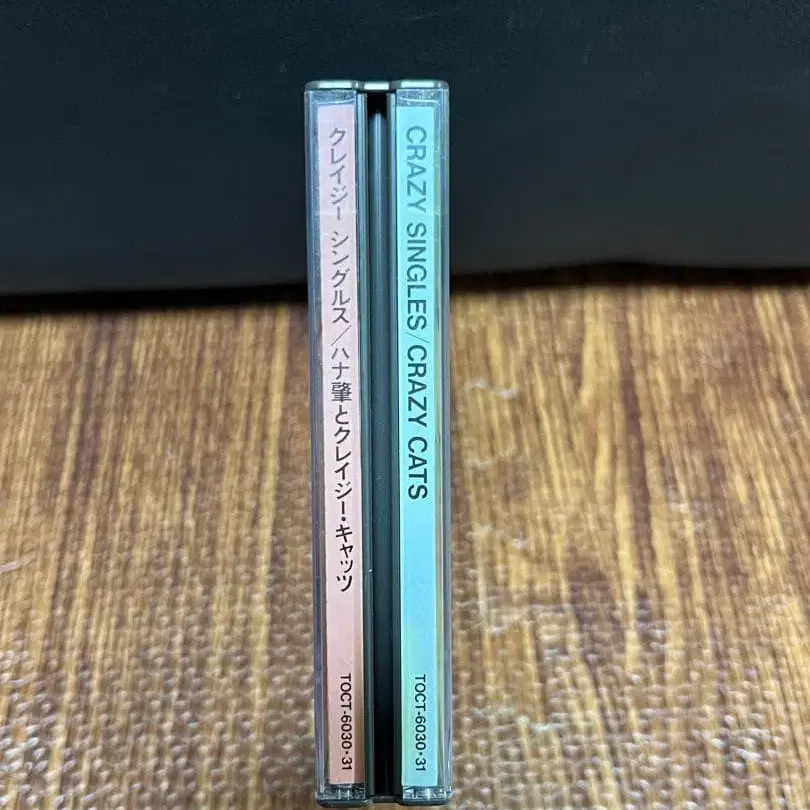 クレイジー シングルス/ハナ肇とクレイジー・キャッツ
TOCT-6030・31
CRAZY SINGLES/CRAZY CATS
TOCT-6030・31